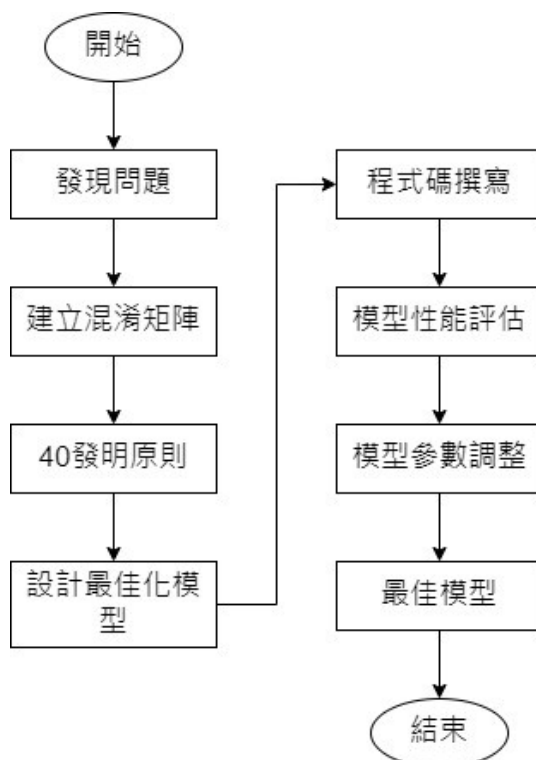 開始
發現問題
建立混淆矩陣
40發明原則
設計最佳化模
型
程式碼撰寫
模型性能評估
模型參數調整
最佳模型
結束